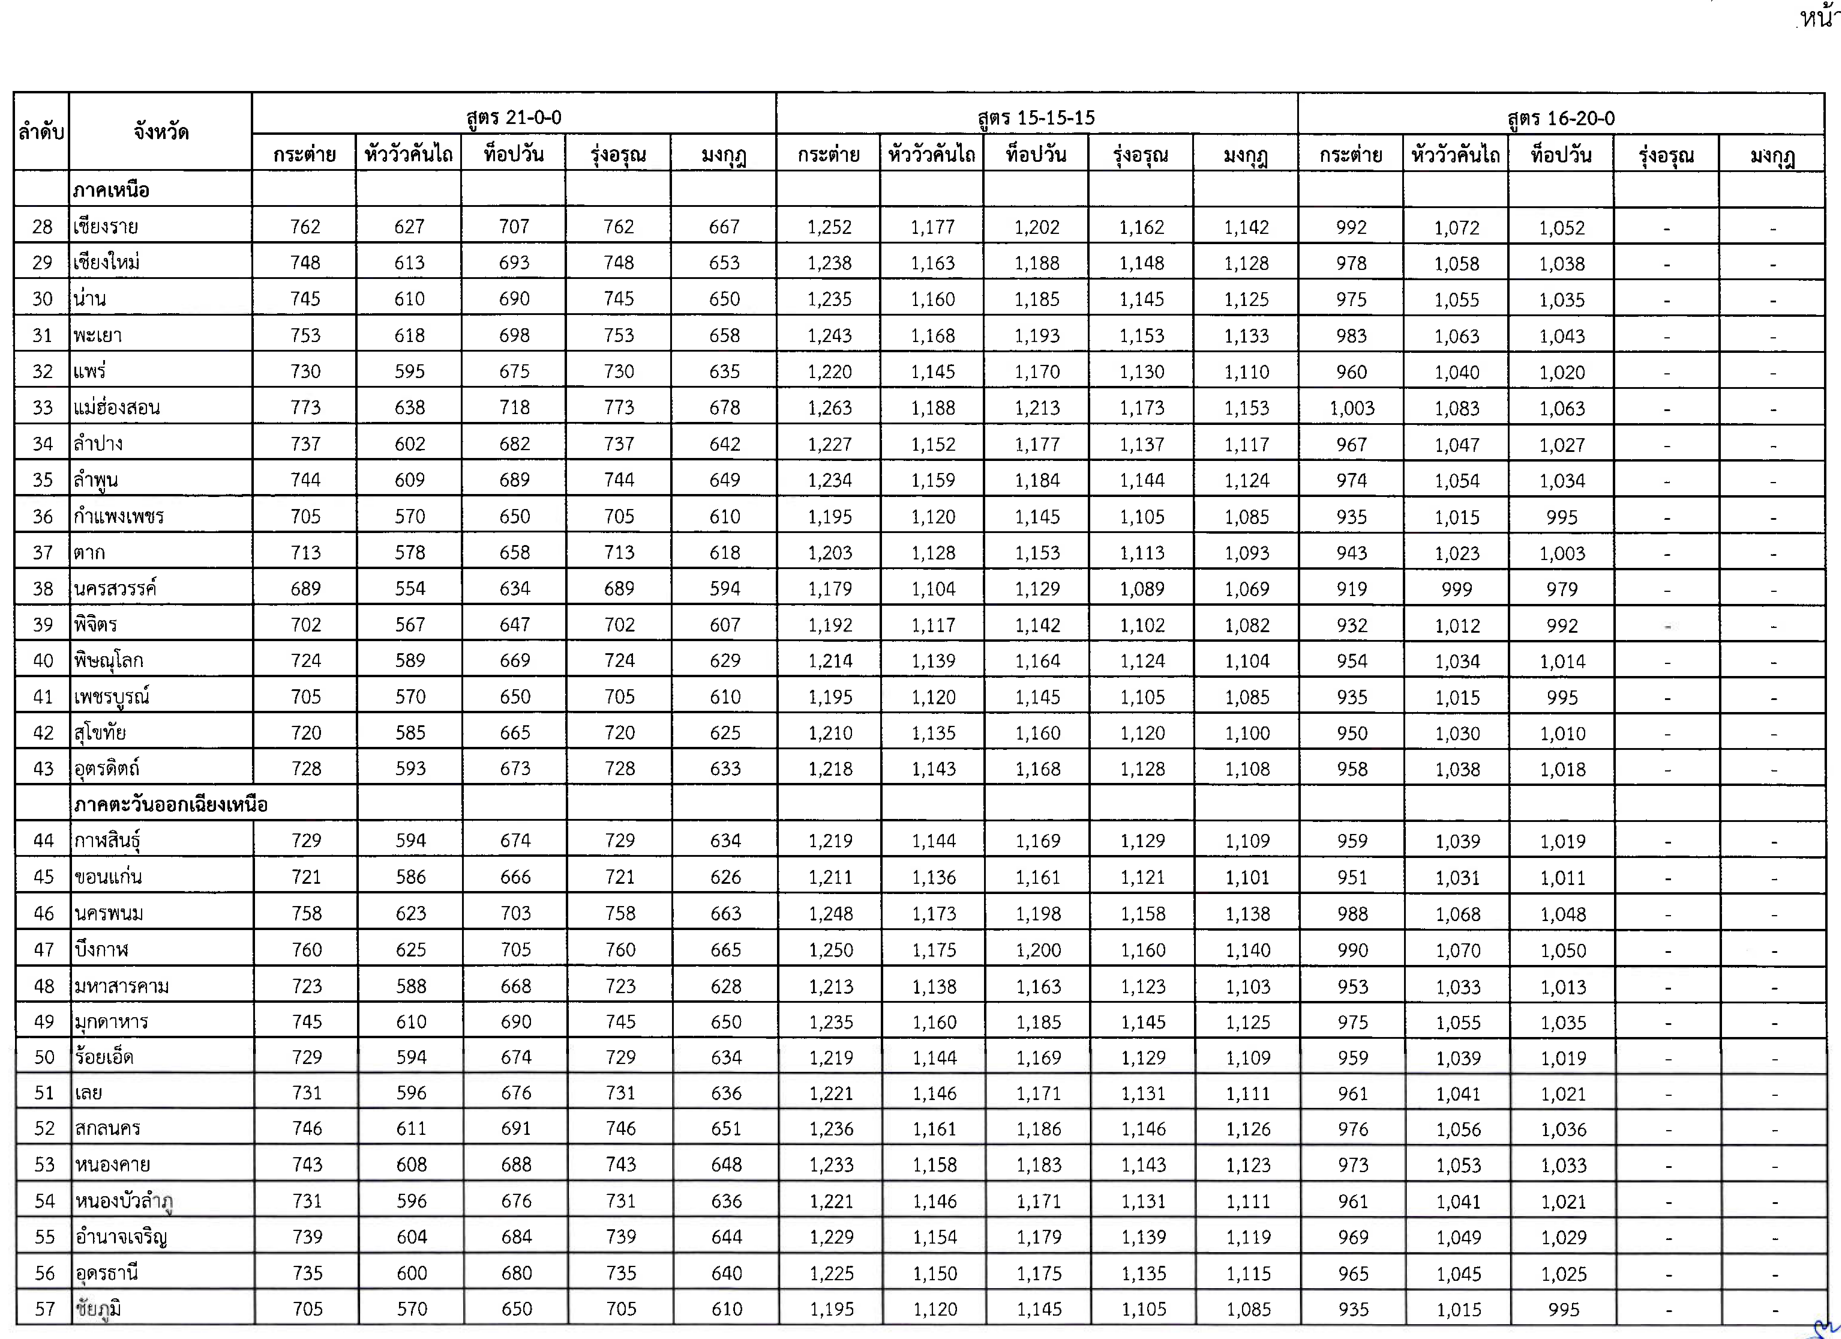 หน้า
ลำดับ จังหวัด สูตร 21-0-0 สูตร 15-15-15 สูตร 16-20-0
กระต่าย หัววัวคันไถ ท็อปวัน รุ่งอรุณ มงกุฎ กระต่าย หัววัวคันไถ ท็อปวัน รุ่งอรุณ มงกุฎ กระต่าย หัววัวคันไถ ท็อปวัน รุ่งอรุณ มงกุฎ
ภาคเหนือ
28 เชียงราย 762 627 707 762 667 1,252 1,177 1,202 1,162 1,142 992 1,072 1,052 - -
29 เชียงใหม่ 748 613 693 748 653 1,238 1,163 1,188 1,148 1,128 978 1,058 1,038 - -
30 น่าน 745 610 690 745 650 1,235 1,160 1,185 1,145 1,125 975 1,055 1,035 - -
31 พะเยา 753 618 698 753 658 1,243 1,168 1,193 1,153 1,133 983 1,063 1,043 - -
32 แพร่ 730 595 675 730 635 1,220 1,145 1,170 1,130 1,110 960 1,040 1,020 - -
33 แม่ฮ่องสอน 773 638 718 773 678 1,263 1,188 1,213 1,173 1,153 1,003 1,083 1,063 - -
34 ลำปาง 737 602 682 737 642 1,227 1,152 1,177 1,137 1,117 967 1,047 1,027 - -
35 ลำพูน 744 609 689 744 649 1,234 1,159 1,184 1,144 1,124 974 1,054 1,034 - -
36 กำแพงเพชร 705 570 650 705 610 1,195 1,120 1,145 1,105 1,085 935 1,015 995 - -
37 ตาก 713 578 658 713 618 1,203 1,128 1,153 1,113 1,093 943 1,023 1,003 - -
38 นครสวรรค์ 689 554 634 689 594 1,179 1,104 1,129 1,089 1,069 919 999 979 - -
39 พิจิตร 702 567 647 702 607 1,192 1,117 1,142 1,102 1,082 932 1,012 992 - -
40 พิษณุโลก 724 589 669 724 629 1,214 1,139 1,164 1,124 1,104 954 1,034 1,014 - -
41 เพชรบูรณ์ 705 570 650 705 610 1,195 1,120 1,145 1,105 1,085 935 1,015 995 - -
42 สุโขทัย 720 585 665 720 625 1,210 1,135 1,160 1,120 1,100 950 1,030 1,010 - -
43 อุตรดิตถ์ 728 593 673 728 633 1,218 1,143 1,168 1,128 1,108 958 1,038 1,018 - -
ภาคตะวันออกเฉียงเหนือ
44 กาฬสินธุ์ 729 594 674 729 634 1,219 1,144 1,169 1,129 1,109 959 1,039 1,019 - -
45 ขอนแก่น 721 586 666 721 626 1,211 1,136 1,161 1,121 1,101 951 1,031 1,011 - -
46 นครพนม 758 623 703 758 663 1,248 1,173 1,198 1,158 1,138 988 1,068 1,048 - -
47 บึงกาฬ 760 625 705 760 665 1,250 1,175 1,200 1,160 1,140 990 1,070 1,050 - -
48 มหาสารคาม 723 588 668 723 628 1,213 1,138 1,163 1,123 1,103 953 1,033 1,013 - -
49 มุกดาหาร 745 610 690 745 650 1,235 1,160 1,185 1,145 1,125 975 1,055 1,035 - -
50 ร้อยเอ็ด 729 594 674 729 634 1,219 1,144 1,169 1,129 1,109 959 1,039 1,019 - -
51 เลย 731 596 676 731 636 1,221 1,146 1,171 1,131 1,111 961 1,041 1,021 - -
52 สกลนคร 746 611 691 746 651 1,236 1,161 1,186 1,146 1,126 976 1,056 1,036 - -
53 หนองคาย 743 608 688 743 648 1,233 1,158 1,183 1,143 1,123 973 1,053 1,033 - -
54 หนองบัวลำภู 731 596 676 731 636 1,221 1,146 1,171 1,131 1,111 961 1,041 1,021 - -
55 อำนาจเจริญ 739 604 684 739 644 1,229 1,154 1,179 1,139 1,119 969 1,049 1,029 - -
56 อุดรธานี 735 600 680 735 640 1,225 1,150 1,175 1,135 1,115 965 1,045 1,025 - -
57 ชัยภูมิ 705 570 650 705 610 1,195 1,120 1,145 1,105 1,085 935 1,015 995 - -